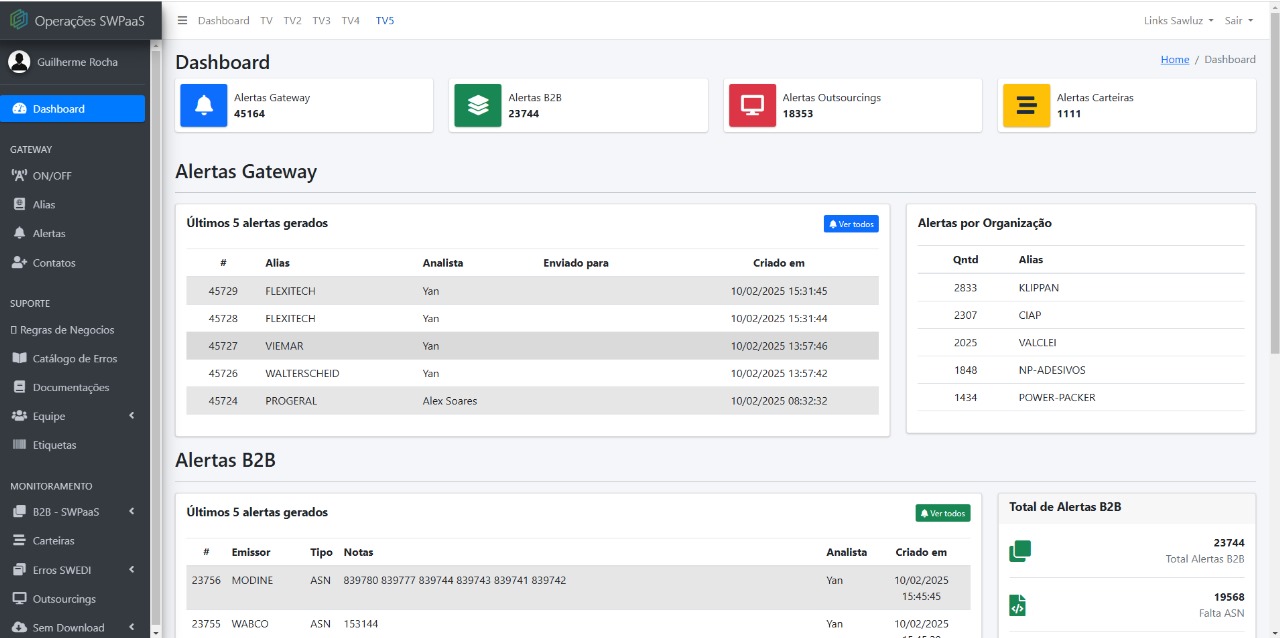 Operações SWPaaS
Guilherme Rocha
Dashboard
GATEWAY
ON/OFF
Alias
Alertas
Contatos
SUPORTE
Regras de Negocios
Catálogo de Erros
Documentações
Equipe
Etiquetas
MONITORAMENTO
B2B - SWPaaS
Carteiras
Erros SWEDI
Outsourcings
Sem Download
Dashboard TV TV2 TV3 TV4 TV5
Links Sawluz Sair
Dashboard
Home / Dashboard
Alertas Gateway
45164
Alertas B2B
23744
Alertas Outsourcings
18353
Alertas Carteiras
1111
Alertas Gateway
Últimos 5 alertas gerados
Ver todos
# Alias Analista Enviado para Criado em
45729 FLEXITECH Yan 10/02/2025 15:31:45
45728 FLEXITECH Yan 10/02/2025 15:31:44
45727 VIEMAR Yan 10/02/2025 13:57:46
45726 WALTERSCHEID Yan 10/02/2025 13:57:42
45724 PROGERAL Alex Soares 10/02/2025 08:32:32
Alertas por Organização
Qntd Alias
2833 KLIPPAN
2307 CIAP
2025 VALCLEI
1848 NP-ADESIVOS
1434 POWER-PACKER
Alertas B2B
Últimos 5 alertas gerados
Ver todos
# Emissor Tipo Notas Analista Criado em
23756 MODINE ASN 839780 839777 839744 839743 839741 839742 Yan 10/02/2025
15:45:45
23755 WABCO ASN 153144 Yan 10/02/2025
Total de Alertas B2B
23744
Total Alertas B2B
19568
Falta ASN